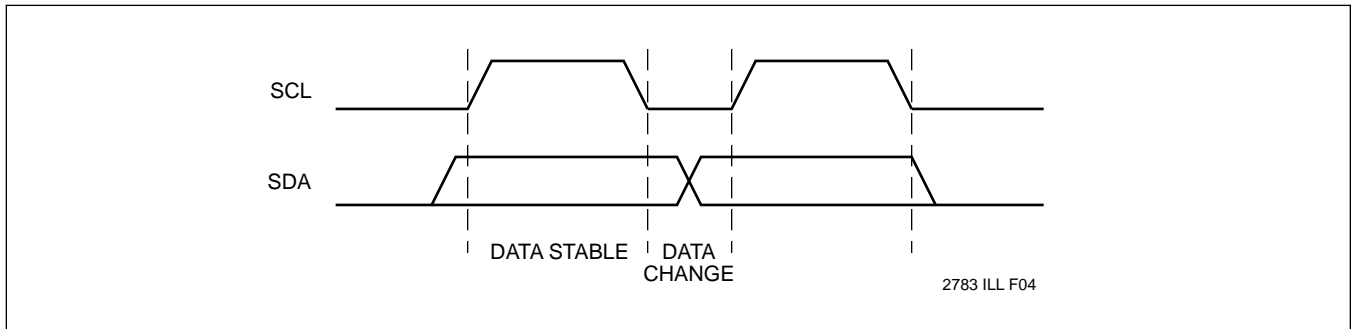 SCL
SDA
DATA STABLE
DATA
CHANGE
2783 ILL F04